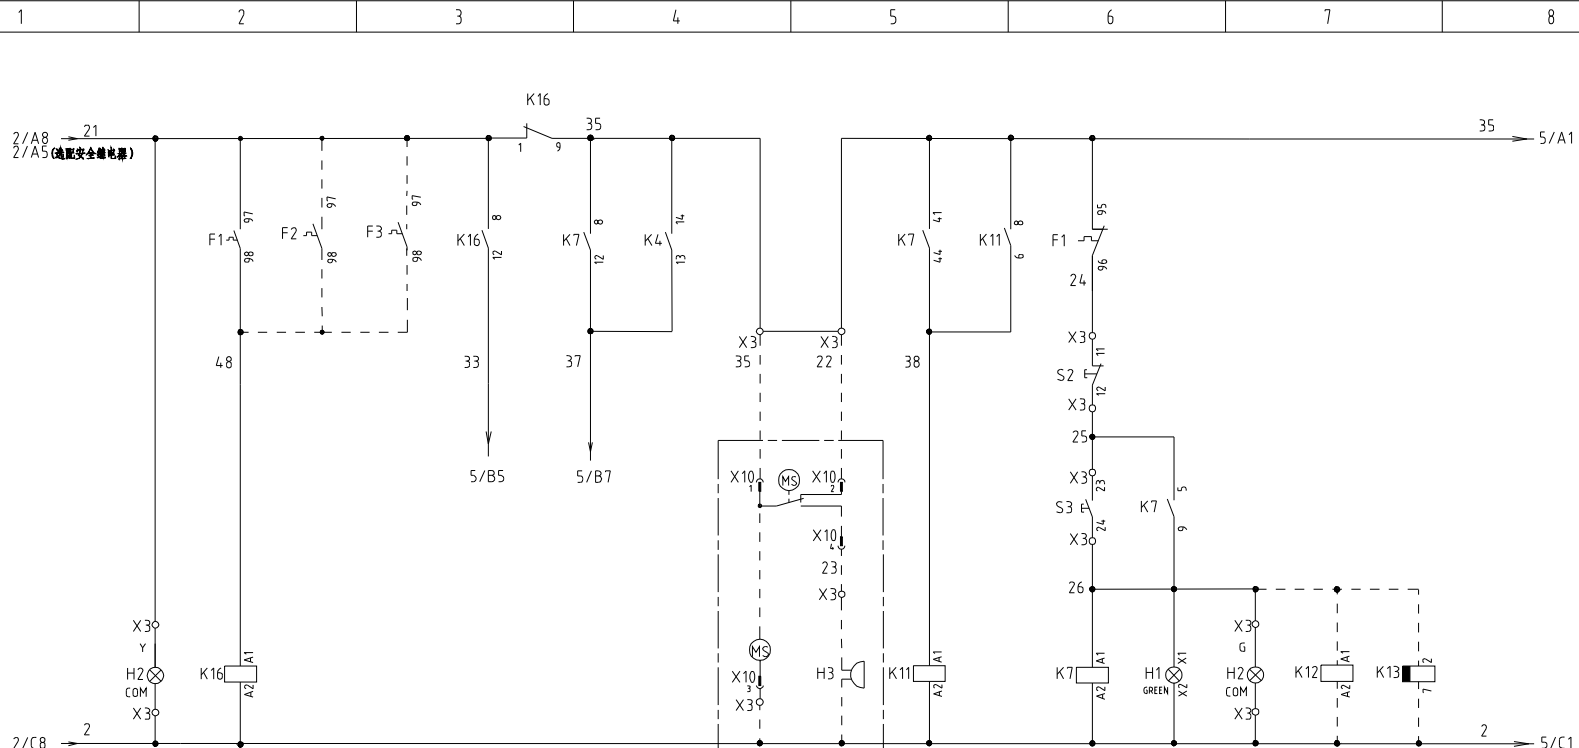 1 2 3 4 5 6 7 8
K16
2/A8 21 35 35 5/A1
2/A5(选配安全继电器)
1 9
97 97 97 8 8 14 41 8 95
F1 F2 F3 K16 K7 K4 K7 K11 F1
98 98 98 12 12 13 44 6 96
24
X3 X3 X3
11
48 33 37 35 22 38
S2
12
X3
25
5/B5 5/B7 X10 MS X10 X3
1 2 23 5
S3 K7
24 9
X10 X3
4
23
26
X3
X3 X3
Y MS G
A1 A1 A1 X1 A1 2
H2 K16 X10 H3 K11 K7 H1 H2 K12 K13
3
COM A2 A2 A2 GREEN X2 COM A2 7
X3 X3 X3
2 2
2/C8 5/C1